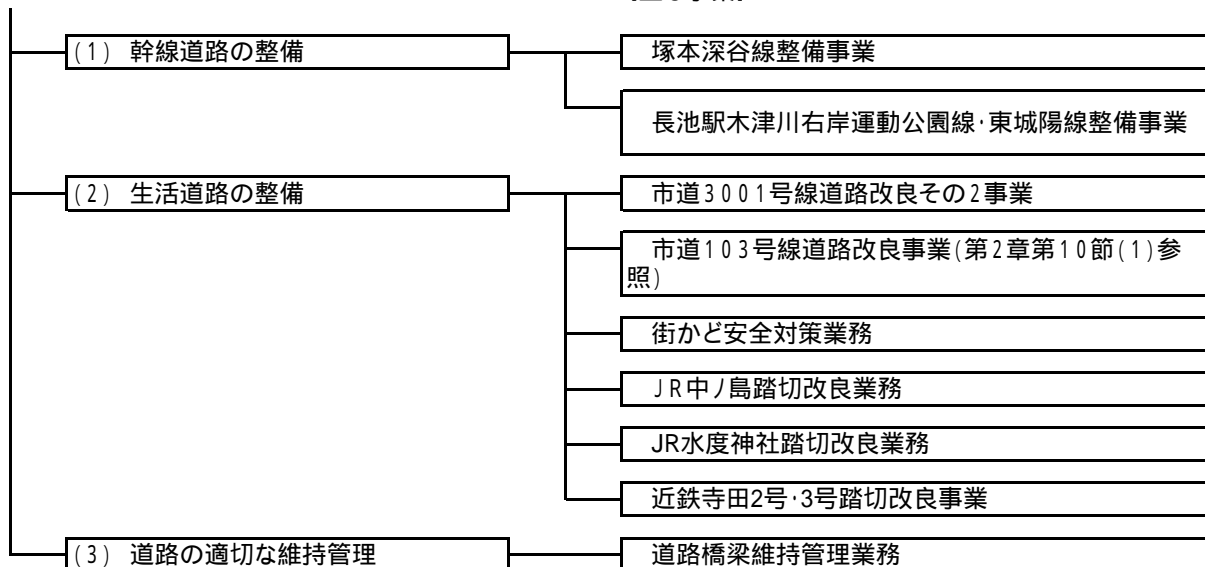 (1) 幹線道路の整備
塚本深谷線整備事業
長池駅木津川右岸運動公園線・東城陽線整備事業
(2) 生活道路の整備
市道3001号線道路改良その2事業
市道103号線道路改良事業(第2章第10節(1)参
照)
街かど安全対策業務
JR中ノ島踏切改良業務
JR水度神社踏切改良業務
近鉄寺田2号・3号踏切改良事業
(3) 道路の適切な維持管理
道路橋梁維持管理業務